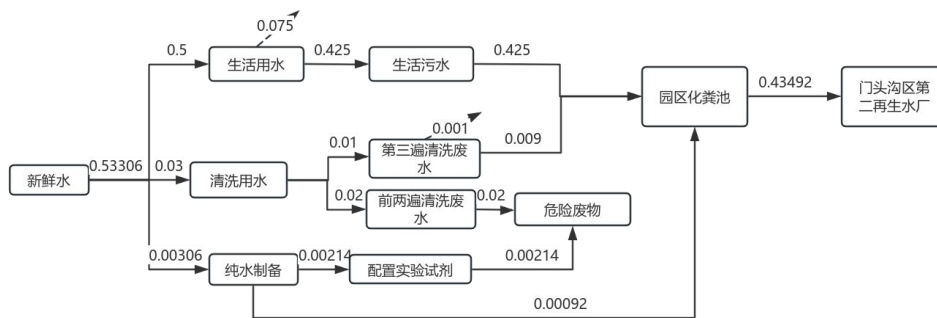 0.075
0.5
生活用水
0.425
生活污水
0.425
园区化粪池
0.43492
门头沟区第
二再生水厂
新鲜水
0.53306
0.03
清洗用水
0.01
第三遍清洗废
水
0.001
0.009
0.02
前两遍清洗废
水
0.02
危险废物
0.00306
纯水制备
0.00214
配置实验试剂
0.00214
0.00092